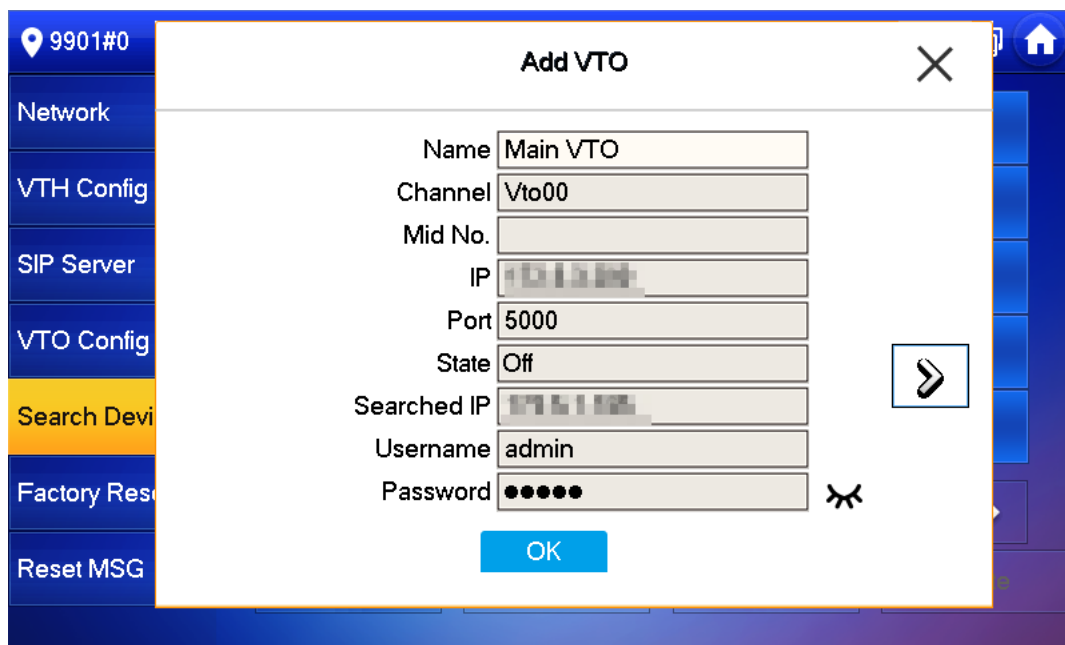 9901#0
Add VTO
Network
VTH Config
SIP Server
VTO Config
Search Devi
Factory Rese
Reset MSG
Name Main VTO
Channel Vto00
Mid No.
IP
Port 5000
State Off
Searched IP
Username admin
Password ●●●●●
OK